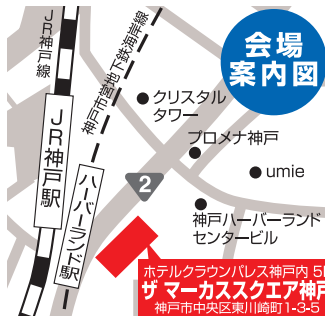 会場
案内図
JR神戸線
神戸市営地下鉄海岸線
クリスタル
タワー
JR神戸駅
プロメナ神戸
umie
ハーバーランド駅
2
神戸ハーバーランド
センタービル
ホテルクラウンパレス神戸内 5
ザ マーカススクエア神戸
神戸市中央区東川崎町1-3-5